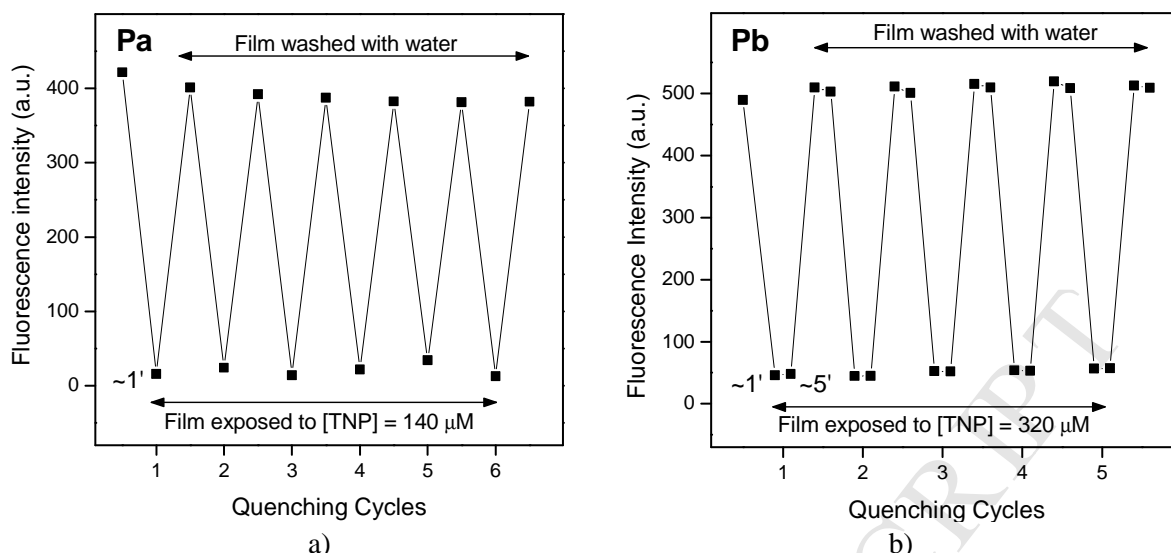 Pa
Film washed with water
Fluorescence intensity (a.u.)
400
300
200
100
0
~1'
Film exposed to [TNP] = 140 μM
1 2 3 4 5 6
Quenching Cycles
a)
Pb
Film washed with water
Fluorescence Intensity (a.u.)
500
400
300
200
100
0
~1' ~5'
Film exposed to [TNP] = 320 μM
1 2 3 4 5
Quenching Cycles
b)
CRIPT